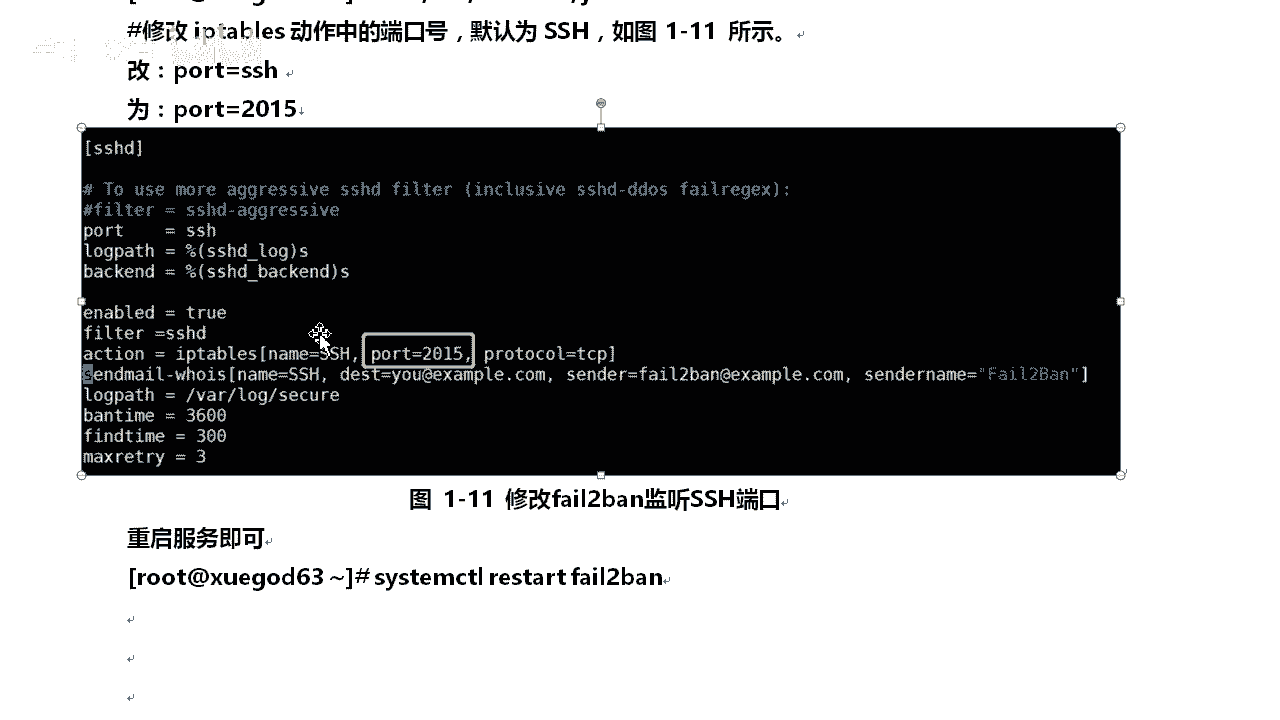 #修改 iptables 动作中的端口号，默认为 SSH，如图 1-11 所示。
改：port=ssh
为：port=2015
[sshd]
# To use more aggressive sshd filter (inclusive sshd-ddos failregex):
#filter = sshd-aggressive
port    = ssh
logpath = %(sshd_log)s
backend = %(sshd_backend)s
enabled = true
filter =sshd
action = iptables[name=SSH, port=2015, protocol=tcp]
sendmail-whois[name=SSH, dest=you@example.com, sender=fail2ban@example.com, sendername="Fail2Ban"]
logpath = /var/log/secure
bantime = 3600
findtime = 300
maxretry = 3
图 1-11 修改fail2ban监听SSH端口
重启服务即可
[root@xuegod63 ~]# systemctl restart fail2ban